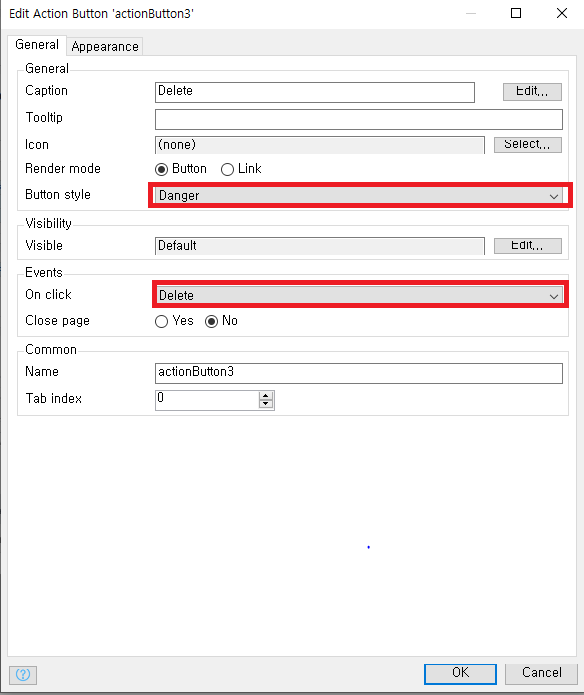 Edit Action Button 'actionButton3'
General Appearance
General
Caption Delete Edit...
Tooltip
Icon (none) Select...
Render mode Button Link
Button style Danger
Visibility
Visible Default Edit...
Events
On click Delete
Close page Yes No
Common
Name actionButton3
Tab index 0
OK Cancel